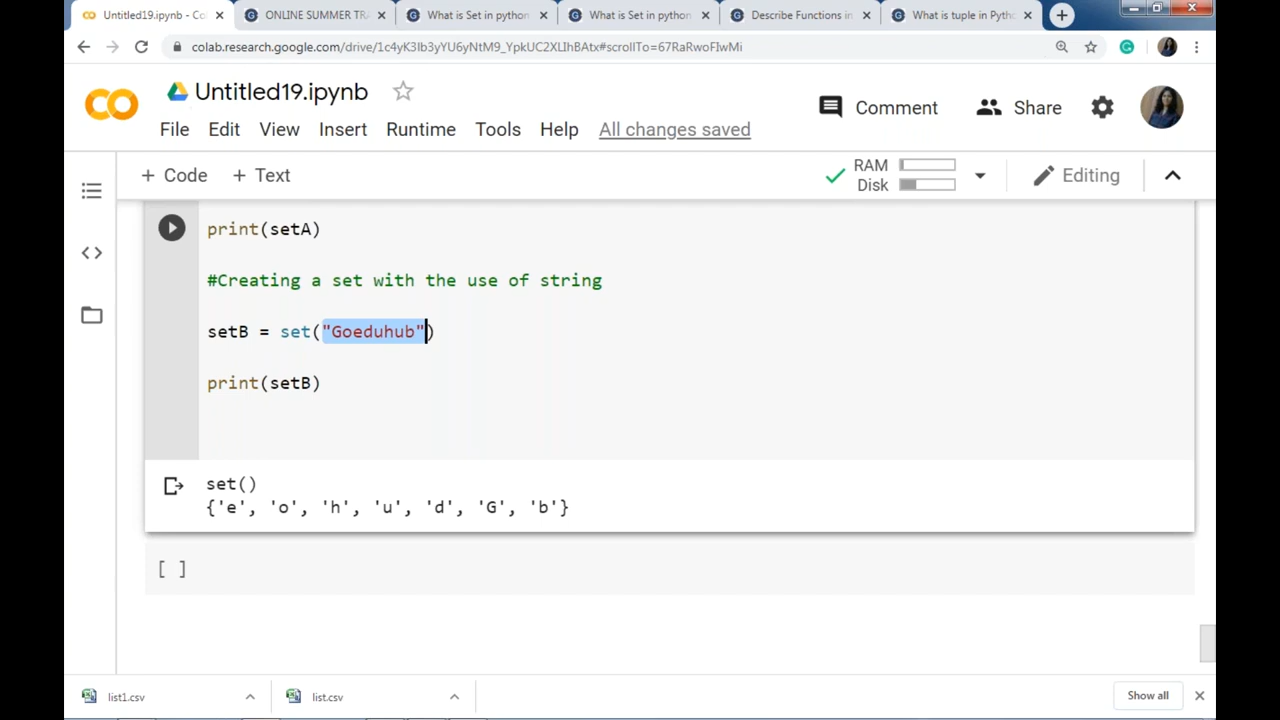 Untitled19.ipynb - Co
ONLINE SUMMER TRA
What is Set in python
What is Set in python
Describe Functions in
What is tuple in Pytho
colab.research.google.com/drive/1c4yK3Ib3yYU6yNtM9_YpkUC2XLIhBAtx#scrollTo=67RaRwoFIwMi
CO
Untitled19.ipynb
Comment
Share
File Edit View Insert Runtime Tools Help All changes saved
+ Code + Text
RAM
Disk
Editing
print(setA)
#Creating a set with the use of string
setB = set("Goeduhub")
print(setB)
set()
{'e', 'o', 'h', 'u', 'd', 'G', 'b'}
[ ]
list1.csv
list.csv
Show all